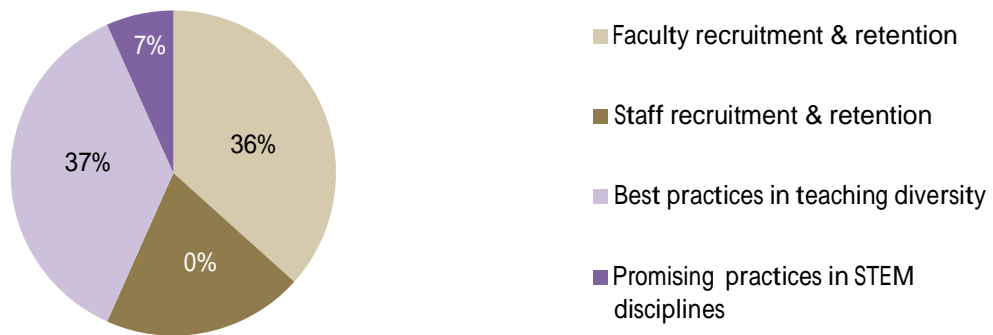 7%
36%
37%
0%
Faculty recruitment & retention
Staff recruitment & retention
Best practices in teaching diversity
Promising practices in STEM
disciplines